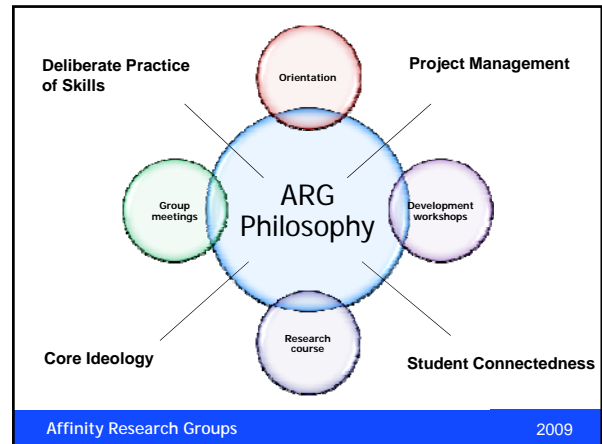 Deliberate Practice
of Skills
Orientation
Project Management
Group
meetings
ARG
Philosophy
Development
workshops
Research
course
Core Ideology
Student Connectedness
Affinity Research Groups
2009